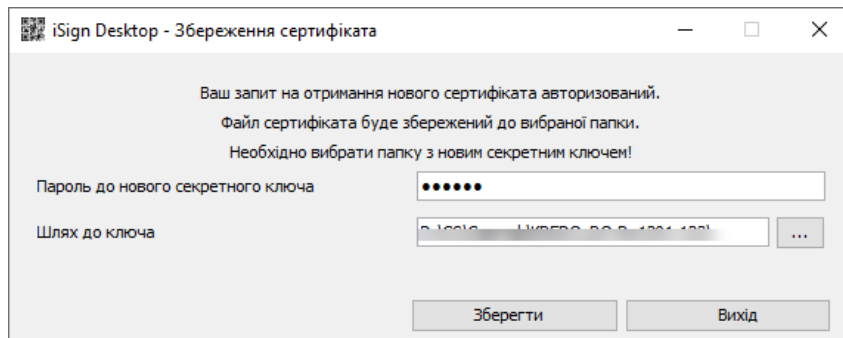 iSign Desktop - Збереження сертифіката
Ваш запит на отримання нового сертифіката авторизований.
Файл сертифіката буде збережений до вибраної папки.
Необхідно вибрати папку з новим секретним ключем!
Пароль до нового секретного ключа ●●●●●●
Шлях до ключа ...
Зберегти Вихід